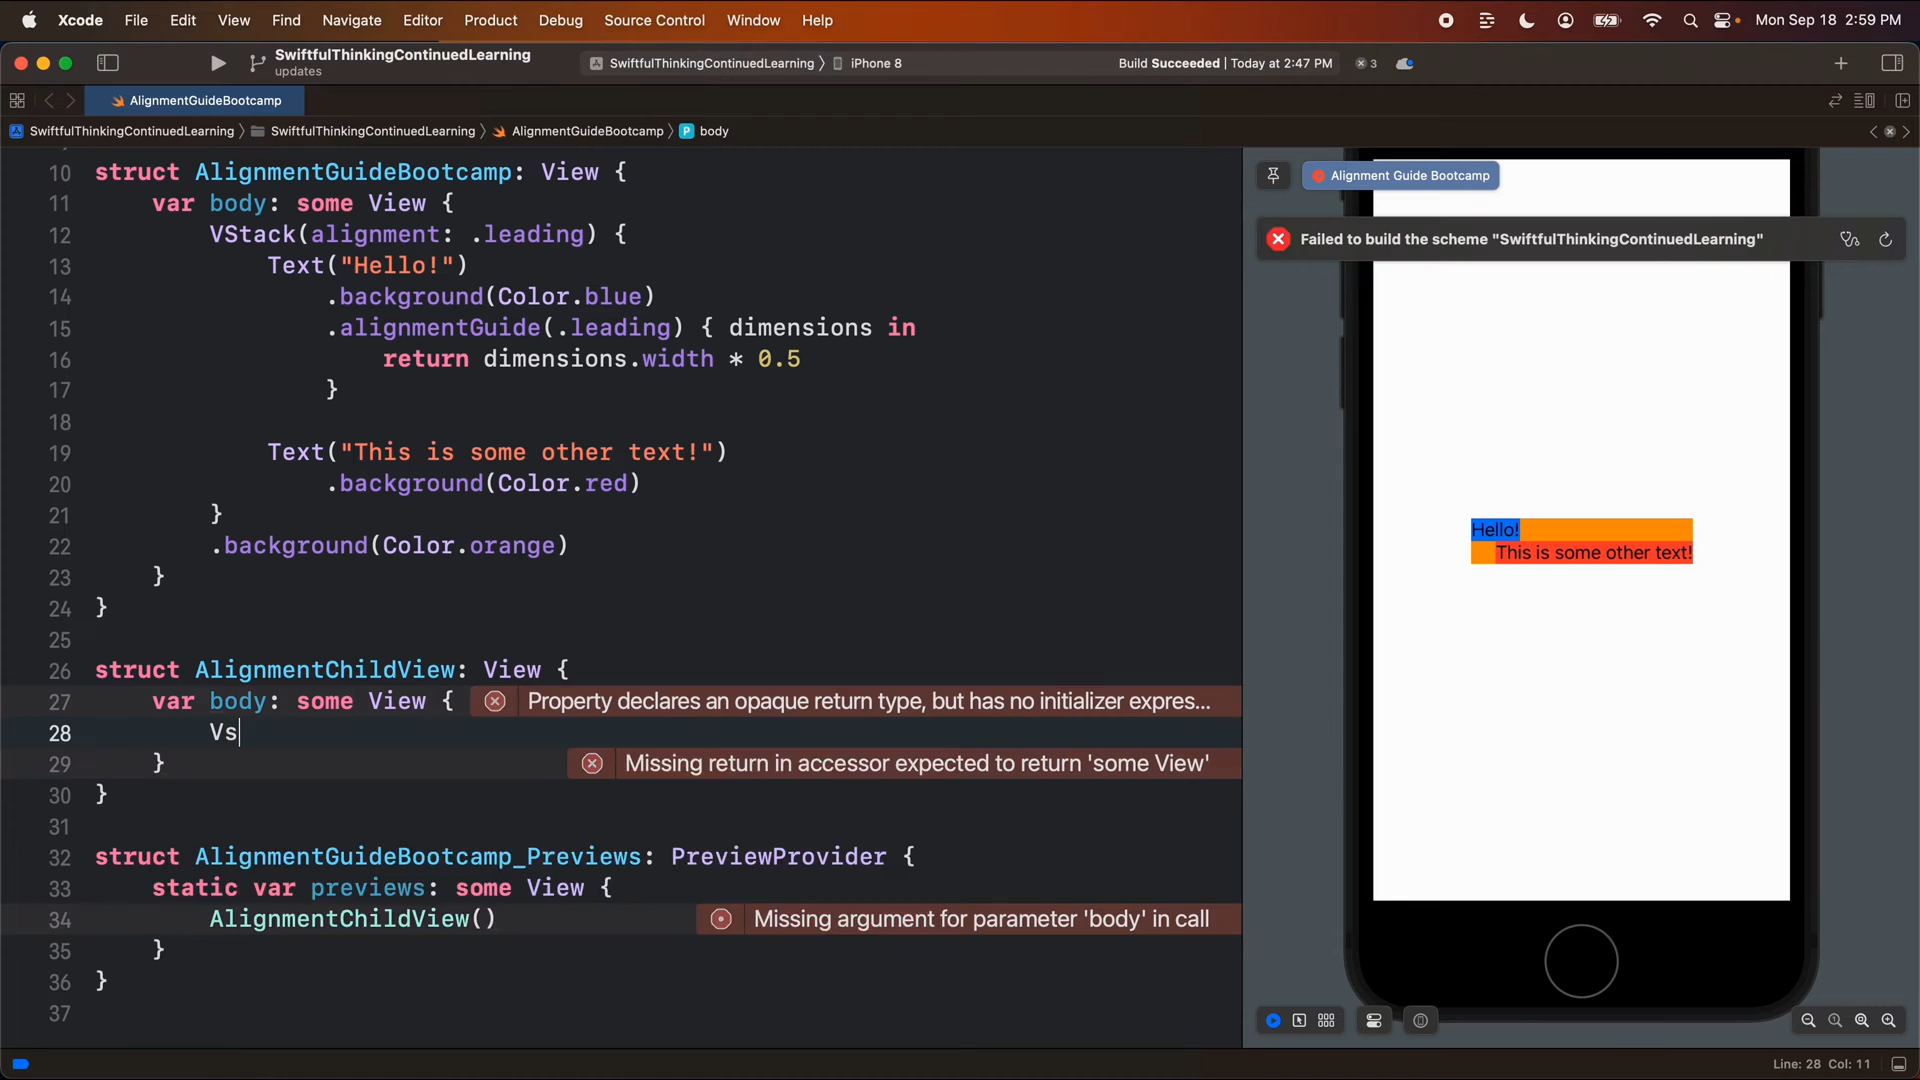 Xcode File Edit View Find Navigate Editor Product Debug Source Control Window Help Mon Sep 18 2:59 PM
SwiftfulThinkingContinuedLearning
updates
SwiftfulThinkingContinuedLearning 〉 iPhone 8 Build Succeeded | Today at 2:47 PM 3
AlignmentGuideBootcamp
SwiftfulThinkingContinuedLearning 〉 SwiftfulThinkingContinuedLearning 〉 AlignmentGuideBootcamp 〉 P body
10 struct AlignmentGuideBootcamp: View {
11 var body: some View {
12 VStack(alignment: .leading) {
13 Text("Hello!")
14 .background(Color.blue)
15 .alignmentGuide(.leading) { dimensions in
16 return dimensions.width * 0.5
17 }
18
19 Text("This is some other text!")
20 .background(Color.red)
21 }
22 .background(Color.orange)
23 }
24 }
25
26 struct AlignmentChildView: View {
27 var body: some View { Property declares an opaque return type, but has no initializer expres...
28 Vs
29 } Missing return in accessor expected to return 'some View'
30 }
31
32 struct AlignmentGuideBootcamp_Previews: PreviewProvider {
33 static var previews: some View {
34 AlignmentChildView() Missing argument for parameter 'body' in call
35 }
36 }
37
Alignment Guide Bootcamp
Failed to build the scheme "SwiftfulThinkingContinuedLearning"
Hello!
This is some other text!
Line: 28 Col: 11